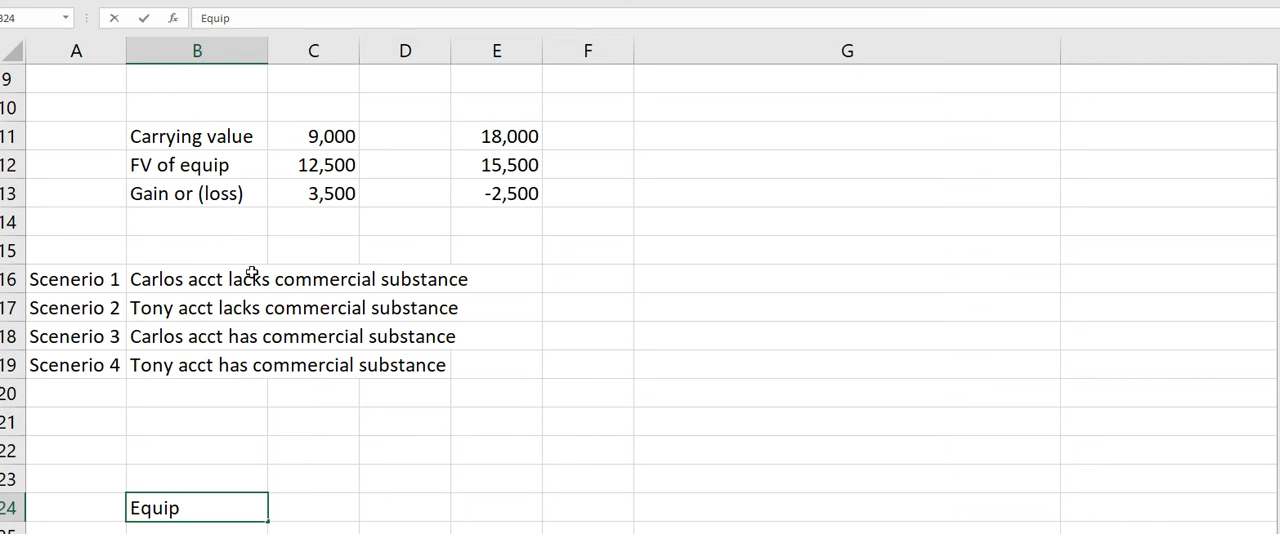 324 Equip
A B C D E F G
9
10
11 Carrying value 9,000 18,000
12 FV of equip 12,500 15,500
13 Gain or (loss) 3,500 -2,500
14
15
16 Scenerio 1 Carlos acct lacks commercial substance
17 Scenerio 2 Tony acct lacks commercial substance
18 Scenerio 3 Carlos acct has commercial substance
19 Scenerio 4 Tony acct has commercial substance
20
21
22
23
24 Equip